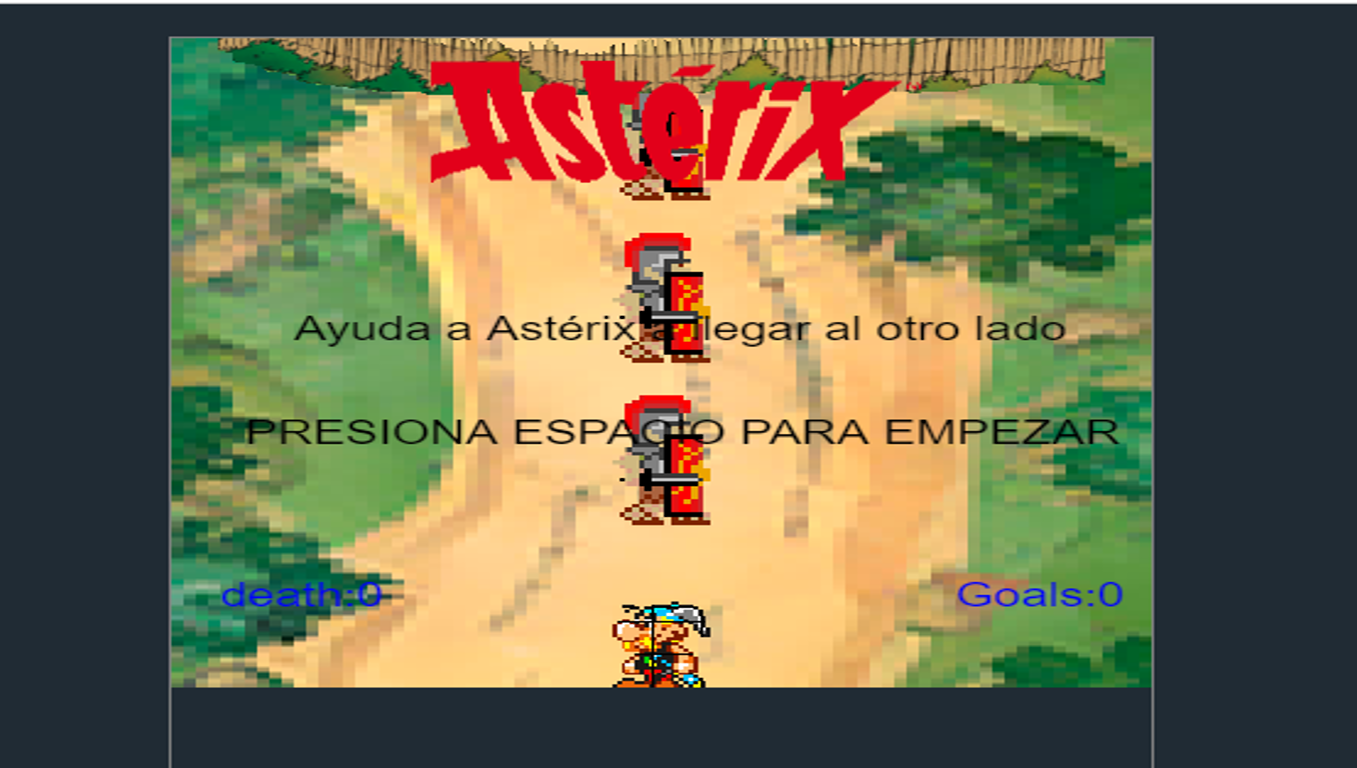 Astérix
Ayuda a Astérix a llegar al otro lado
PRESIONA ESPACIO PARA EMPEZAR
death:0
Goals:0